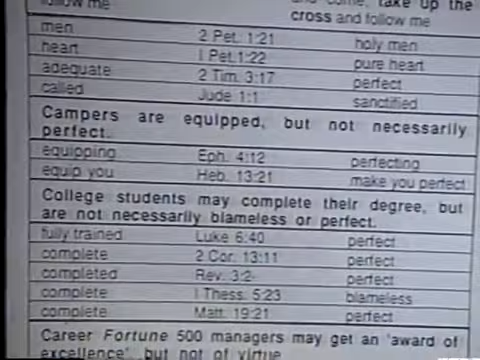 follow me
and come, take up the
cross and follow me
men 2 Pet. 1:21 holy men
heart 1 Pet.1:22 pure heart
adequate 2 Tim. 3:17 perfect
called Jude 1:1 sanctified
Campers are equipped, but not necessarily
perfect.
equipping Eph. 4:12 perfecting
equip you Heb. 13:21 make you perfect
College students may complete their degree, but
are not necessarily blameless or perfect.
fully trained Luke 6:40 perfect
complete 2 Cor. 13:11 perfect
completed Rev. 3:2 perfect
complete 1 Thess. 5:23 blameless
complete Matt. 19:21 perfect
Career Fortune 500 managers may get an 'award of
excellence' but not of virtue